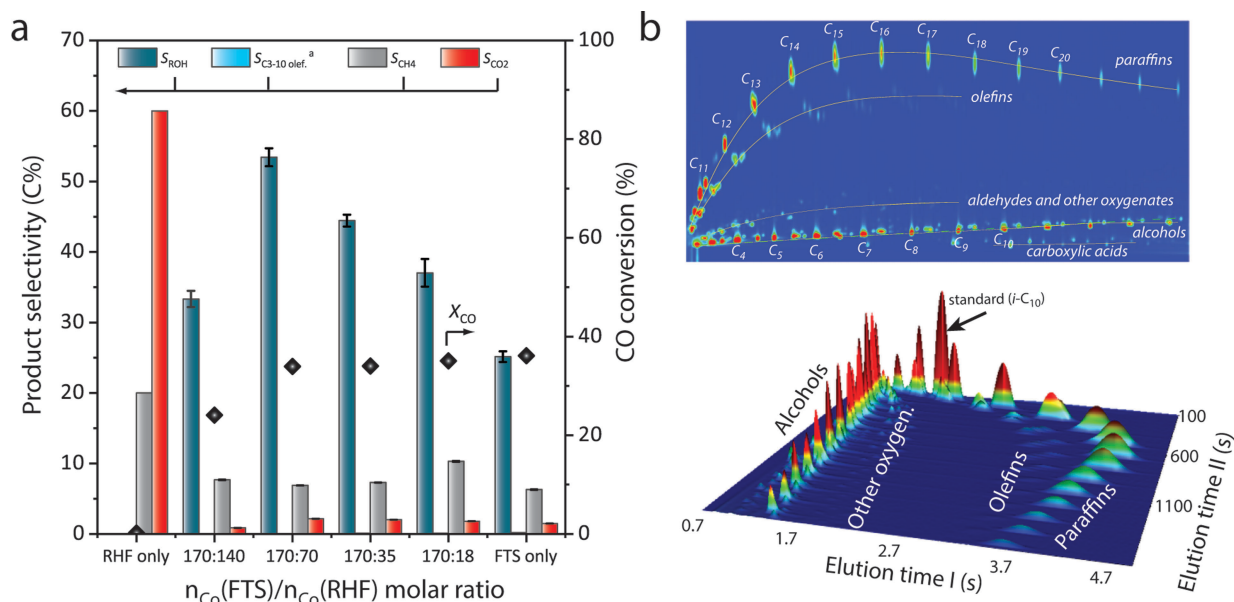 a
70
60
50
40
30
20
10
0
Product selectivity (C%)
S_ROH
S_C3-10 olef. ^a
S_CH4
S_CO2
X_CO
100
80
60
40
20
0
CO conversion (%)
RHF only 170:140 170:70 170:35 170:18 FTS only
n_Co(FTS)/n_Co(RHF) molar ratio
b
C_11 C_12 C_13 C_14 C_15 C_16 C_17 C_18 C_19 C_20
paraffins
olefins
aldehydes and other oxygenates
alcohols
C_4 C_5 C_6 C_7 C_8 C_9 C_10
carboxylic acids
standard (i-C_10)
Alcohols
Other oxygen.
Olefins
Paraffins
0.7 1.7 2.7 3.7 4.7
Elution time I (s)
100
600
1100
Elution time II (s)